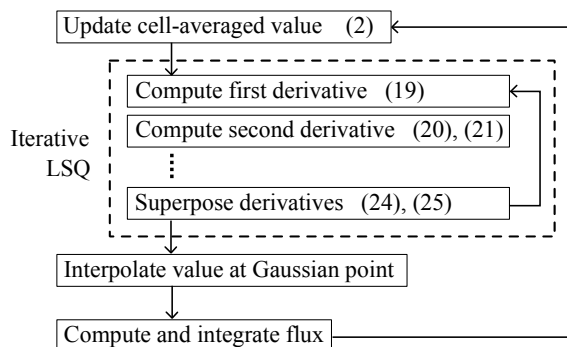 Update cell-averaged value (2)
Compute first derivative (19)
Compute second derivative (20), (21)
Iterative
LSQ
Superpose derivatives (24), (25)
Interpolate value at Gaussian point
Compute and integrate flux